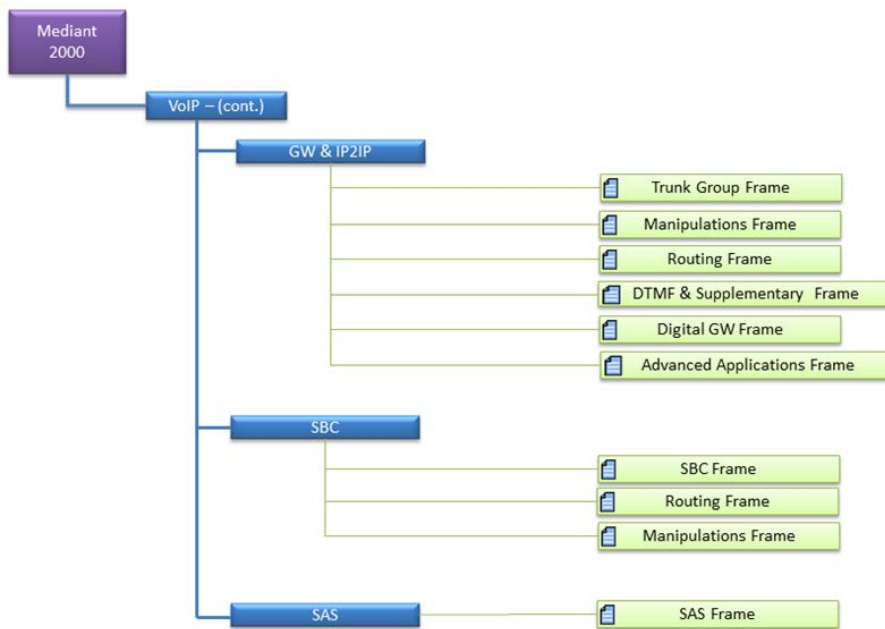 Mediant
2000
VoIP – (cont.)
GW & IP2IP
Trunk Group Frame
Manipulations Frame
Routing Frame
DTMF & Supplementary Frame
Digital GW Frame
Advanced Applications Frame
SBC
SBC Frame
Routing Frame
Manipulations Frame
SAS
SAS Frame